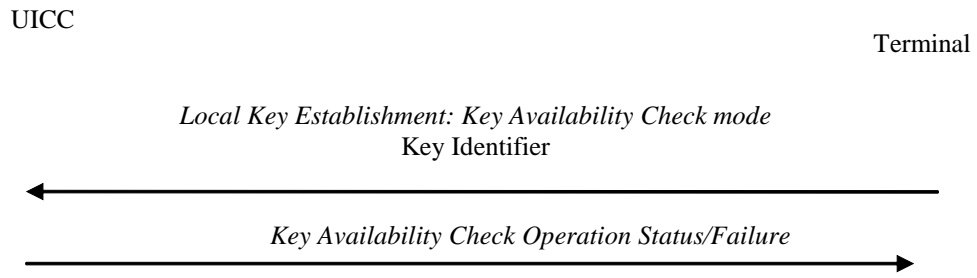 UICC
Terminal
Local Key Establishment: Key Availability Check mode
Key Identifier
Key Availability Check Operation Status/Failure